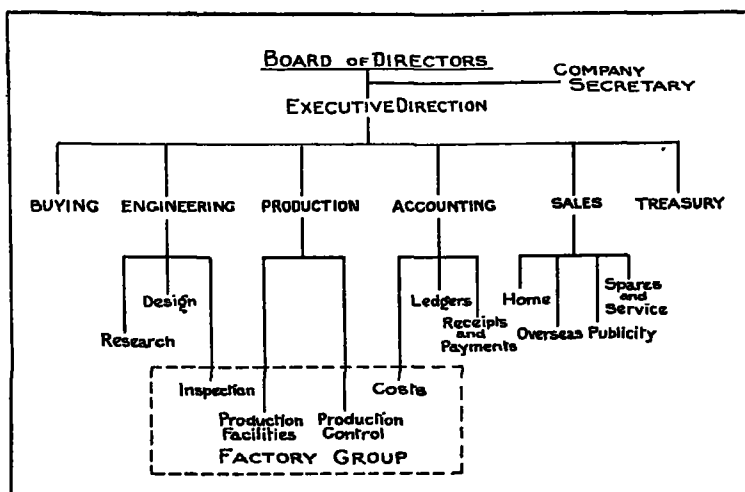 BOARD OF DIRECTORS
COMPANY
SECRETARY
EXECUTIVE DIRECTION
BUYING
ENGINEERING
PRODUCTION
ACCOUNTING
SALES
TREASURY
Research
Design
Inspection
Production
Facilities
Production
Control
Costs
Ledgers
Receipts
and
Payments
Home
Overseas
Publicity
Spares
and
Service
FACTORY GROUP